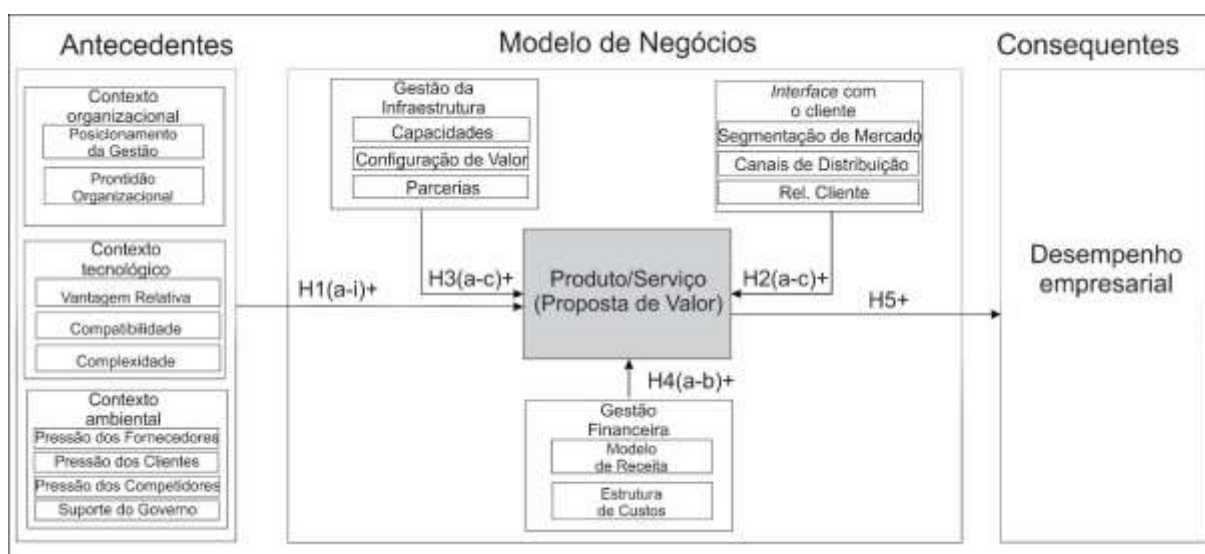 Antecedentes
Contexto
organizacional
Posicionamento
da Gestão
Prontidão
Organizacional
Contexto
tecnológico
Vantagem Relativa
Compatibilidade
Complexidade
Contexto
ambiental
Pressão dos Fornecedores
Pressão dos Clientes
Pressão dos Competidores
Suporte do Governo
H1(a-i)+
Modelo de Negócios
Gestão da
Infraestrutura
Capacidades
Configuração de Valor
Parcerias
Interface com
o cliente
Segmentação de Mercado
Canais de Distribuição
Rel. Cliente
H3(a-c)+
Produto/Serviço
(Proposta de Valor)
H2(a-c)+
H5+
H4(a-b)+
Gestão
Financeira
Modelo
de Receita
Estrutura
de Custos
Consequentes
Desempenho
empresarial